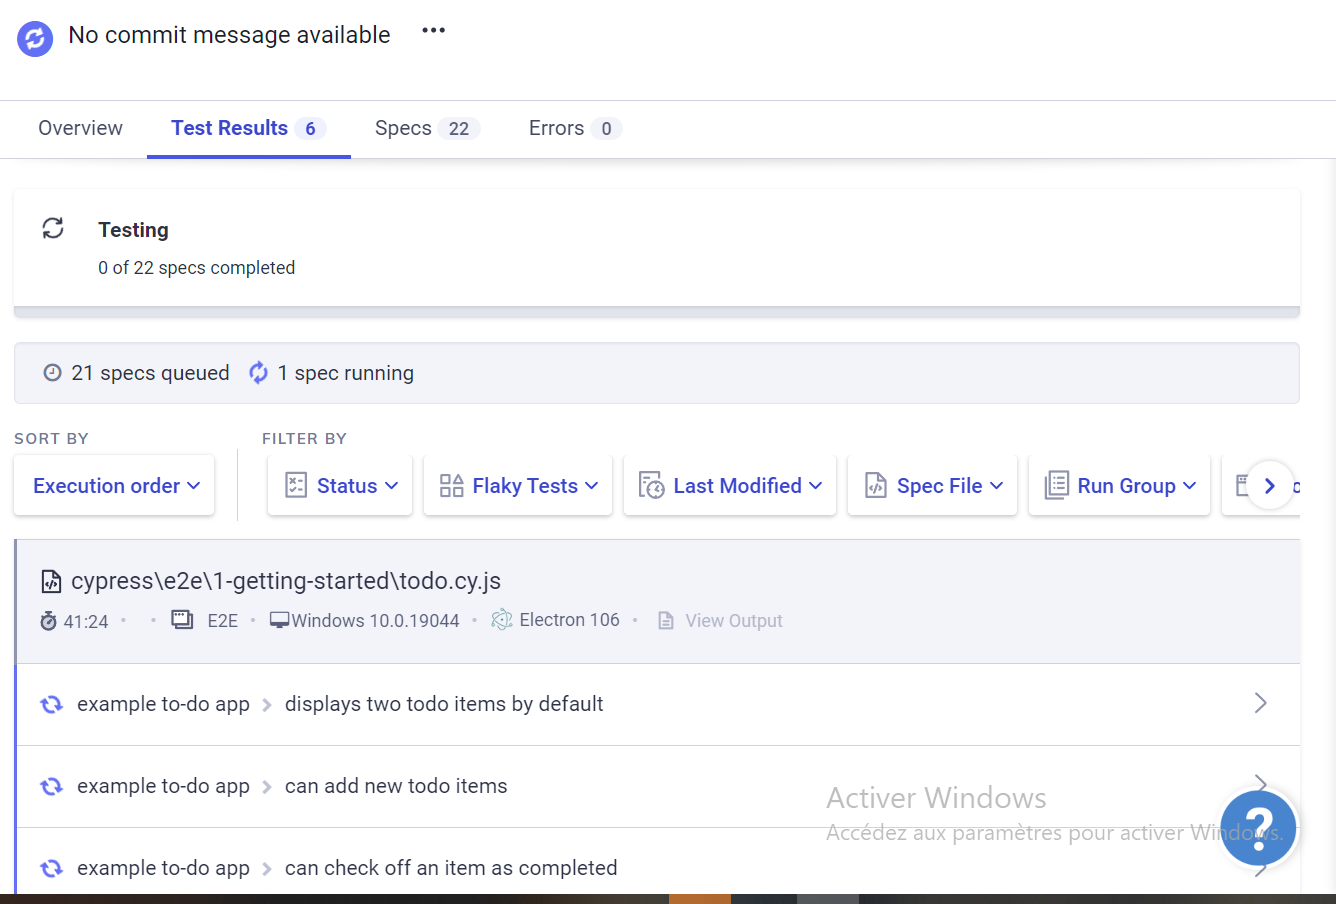 No commit message available
Overview Test Results 6 Specs 22 Errors 0
Testing
0 of 22 specs completed
21 specs queued 1 spec running
SORT BY FILTER BY
Execution order Status Flaky Tests Last Modified Spec File Run Group
cypress\e2e\1-getting-started\todo.cy.js
41:24 • • E2E • Windows 10.0.19044 • Electron 106 • View Output
example to-do app > displays two todo items by default
example to-do app > can add new todo items
Activer Windows
Accédez aux paramètres pour activer Windows.
example to-do app > can check off an item as completed